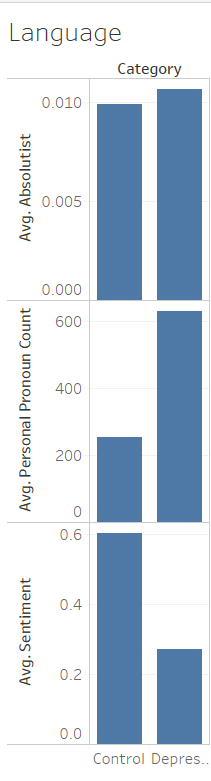 Language
Category
Avg. Absolutist
0.010
0.005
0.000
Avg. Personal Pronoun Count
600
400
200
0
Avg. Sentiment
0.6
0.4
0.2
0.0
Control Depres..